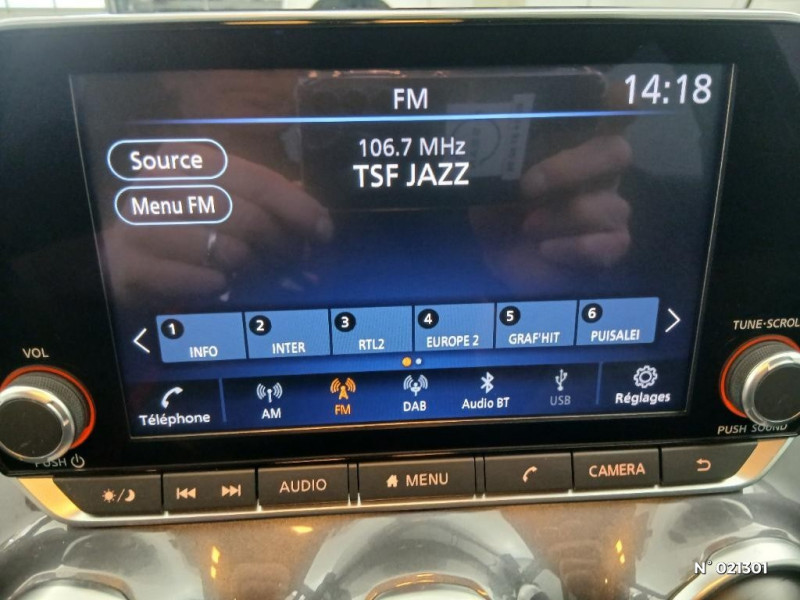 FM
14:18
Source
106.7 MHz
Menu FM
TSF JAZZ
1 INFO
2 INTER
3 RTL2
4 EUROPE 2
5 GRAF'HIT
6 PUISALEI
VOL
TUNE·SCROLL
Téléphone
AM
FM
DAB
Audio BT
USB
Réglages
PUSH
PUSH SOUND
AUDIO
MENU
CAMERA
N° 021301